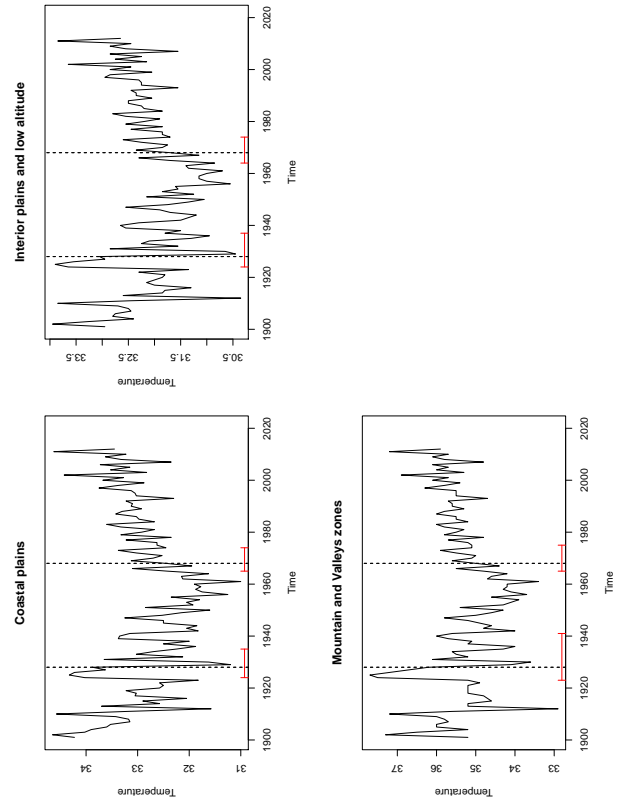 Coastal plains
Temperature
34
33
32
31
1900 1920 1940 1960 1980 2000 2020
Time
Interior plains and low altitude
Temperature
33.5
32.5
31.5
30.5
1900 1920 1940 1960 1980 2000 2020
Time
Mountain and Valleys zones
Temperature
37
36
35
34
33
1900 1920 1940 1960 1980 2000 2020
Time